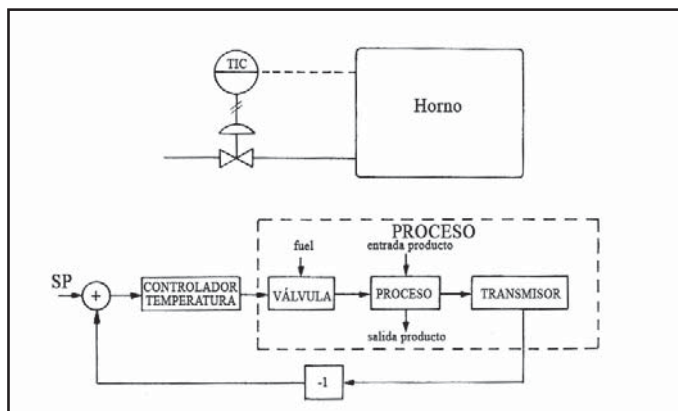 TIC
Horno
PROCESO
fuel
entrada producto
SP
+
CONTROLADOR
TEMPERATURA
VÁLVULA
PROCESO
TRANSMISOR
salida producto
-1